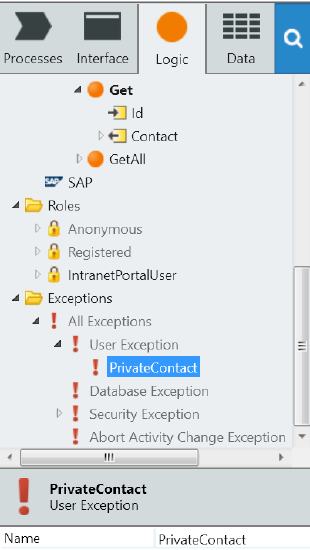 Processes Interface Logic Data
Get
Id
Contact
GetAll
SAP SAP
Roles
Anonymous
Registered
IntranetPortalUser
Exceptions
All Exceptions
User Exception
PrivateContact
Database Exception
Security Exception
Abort Activity Change Exception
PrivateContact
User Exception
Name PrivateContact